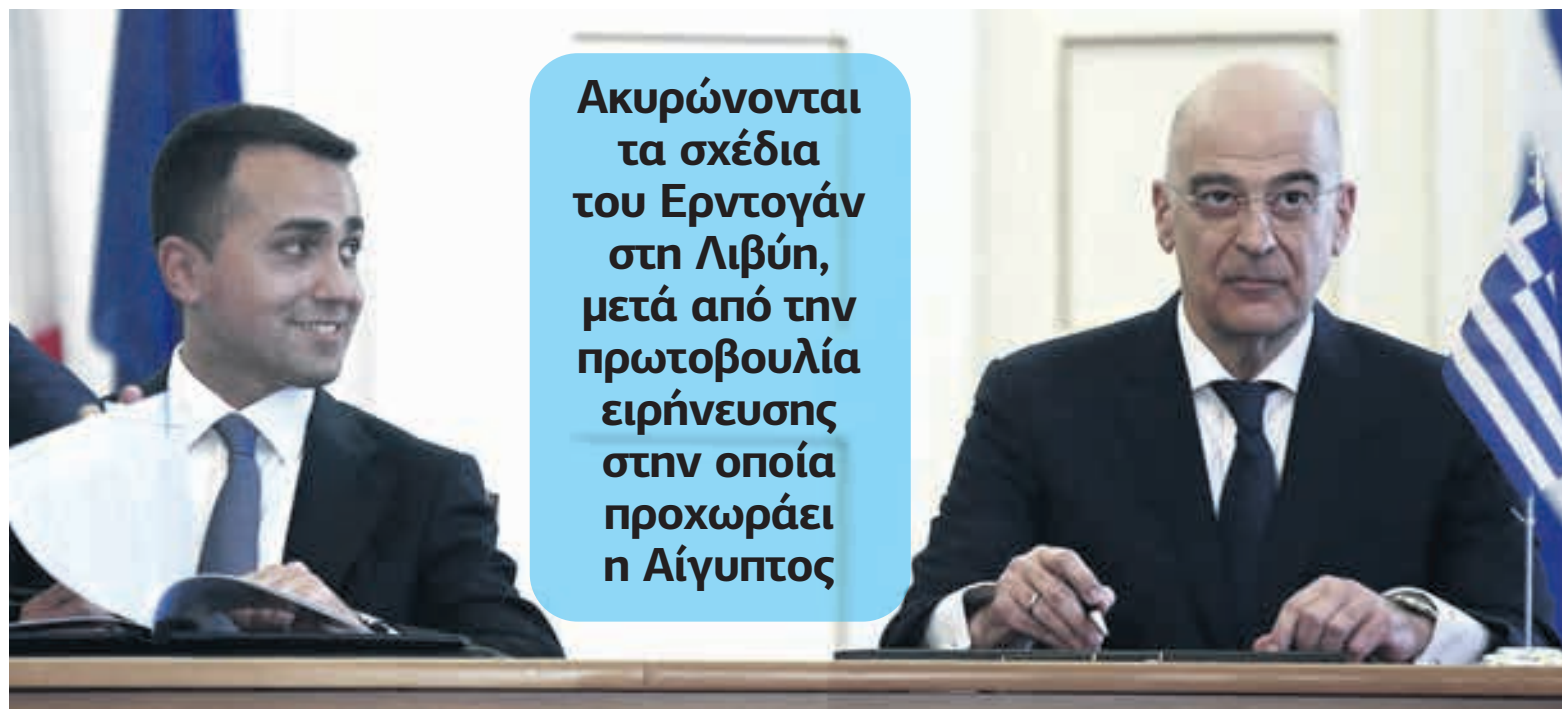 Ακυρώνονται
τα σχέδια
του Ερντογάν
στη Λιβύη,
μετά από την
πρωτοβουλία
ειρήνευσης
στην οποία
προχωράει
η Αίγυπτος